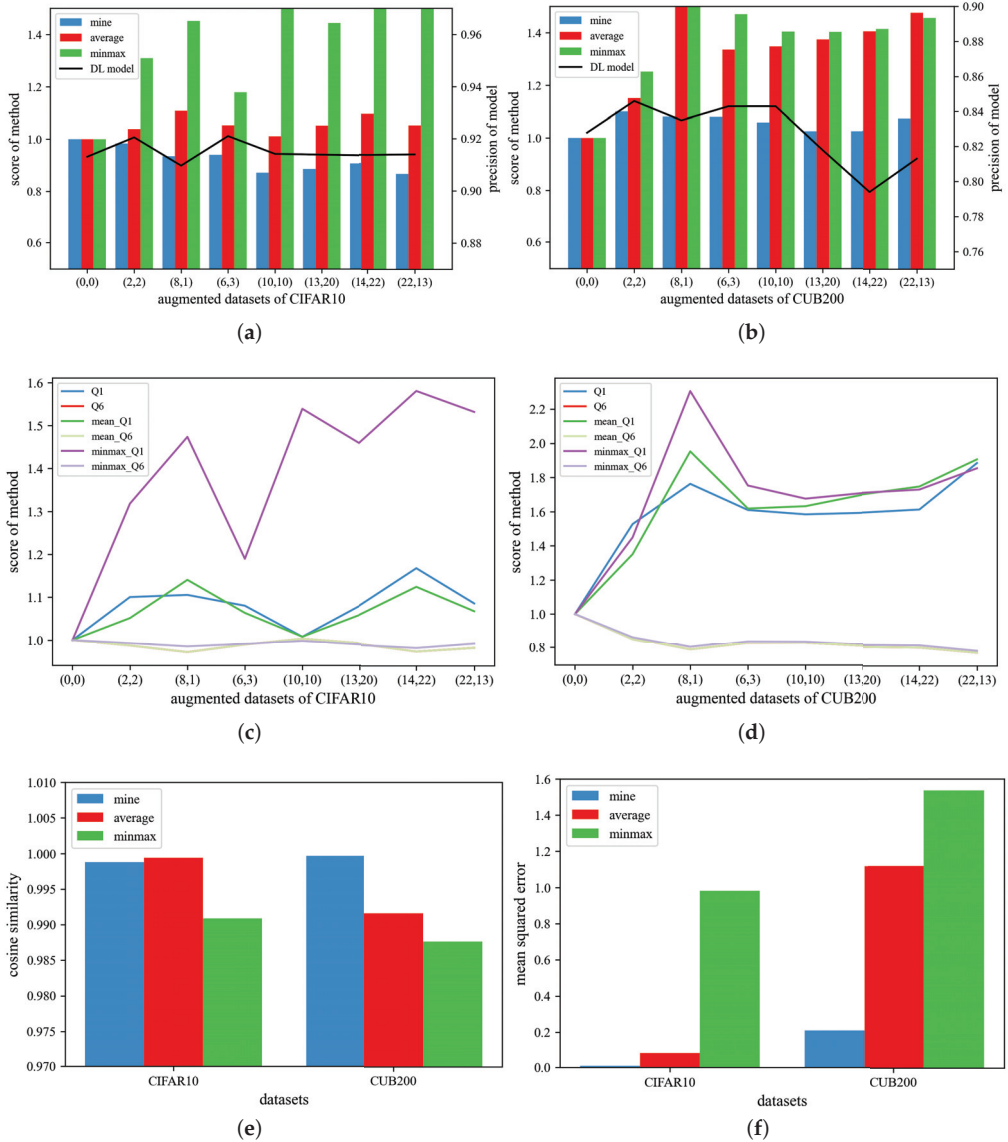 mine
average
minmax
DL model
1.4
1.2
1.0
0.8
0.6
score of method
0.96
0.94
0.92
0.90
0.88
precision of model
(0,0) (2,2) (8,1) (6,3) (10,10) (13,20) (14,22) (22,13)
augmented datasets of CIFAR10
(a)
mine
average
minmax
DL model
1.4
1.2
1.0
0.8
0.6
score of method
0.90
0.88
0.86
0.84
0.82
0.80
0.78
0.76
precision of model
(0,0) (2,2) (8,1) (6,3) (10,10) (13,20) (14,22) (22,13)
augmented datasets of CUB200
(b)
Q1
Q6
mean_Q1
mean_Q6
minmax_Q1
minmax_Q6
1.6
1.5
1.4
1.3
1.2
1.1
1.0
score of method
(0,0) (2,2) (8,1) (6,3) (10,10) (13,20) (14,22) (22,13)
augmented datasets of CIFAR10
(c)
Q1
Q6
mean_Q1
mean_Q6
minmax_Q1
minmax_Q6
2.2
2.0
1.8
1.6
1.4
1.2
1.0
0.8
score of method
(0,0) (2,2) (8,1) (6,3) (10,10) (13,20) (14,22) (22,13)
augmented datasets of CUB200
(d)
mine
average
minmax
1.010
1.005
1.000
0.995
0.990
0.985
0.980
0.975
0.970
cosine similarity
CIFAR10 CUB200
datasets
(e)
mine
average
minmax
1.6
1.4
1.2
1.0
0.8
0.6
0.4
0.2
0.0
mean squared error
CIFAR10 CUB200
datasets
(f)